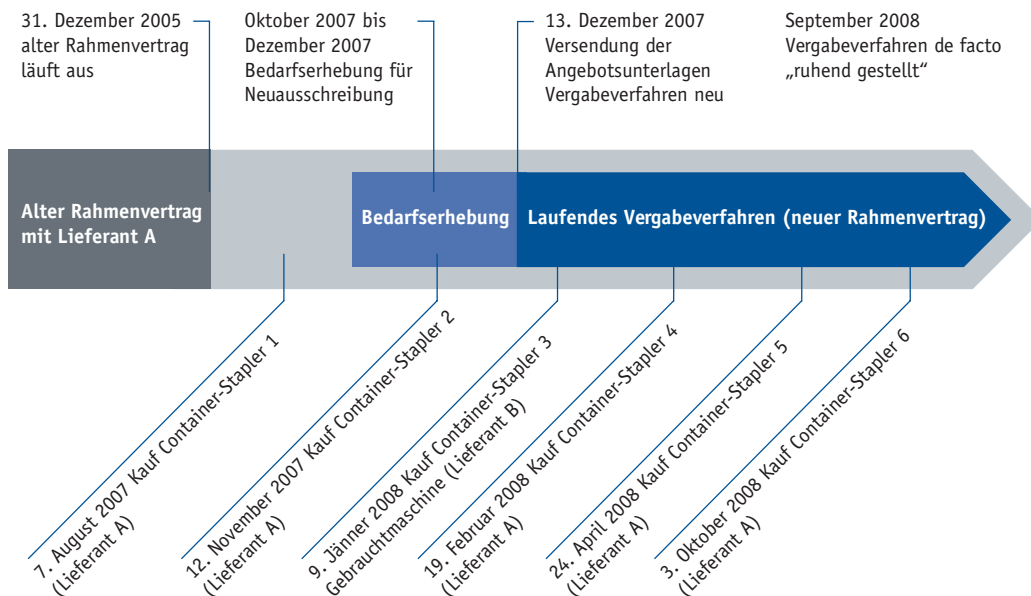 31. Dezember 2005
alter Rahmenvertrag
läuft aus
Oktober 2007 bis
Dezember 2007
Bedarfserhebung für
Neuausschreibung
13. Dezember 2007
Versendung der
Angebotsunterlagen
Vergabeverfahren neu
September 2008
Vergabeverfahren de facto
„ruhend gestellt“
Alter Rahmenvertrag
mit Lieferant A
Bedarfserhebung
Laufendes Vergabeverfahren (neuer Rahmenvertrag)
7. August 2007 Kauf Container-Stapler 1
(Lieferant A)
12. November 2007 Kauf Container-Stapler 2
(Lieferant A)
9. Jänner 2008 Kauf Container-Stapler 3
Gebrauchtmaschine (Lieferant B)
19. Februar 2008 Kauf Container-Stapler 4
(Lieferant A)
24. April 2008 Kauf Container-Stapler 5
(Lieferant A)
3. Oktober 2008 Kauf Container-Stapler 6
(Lieferant A)